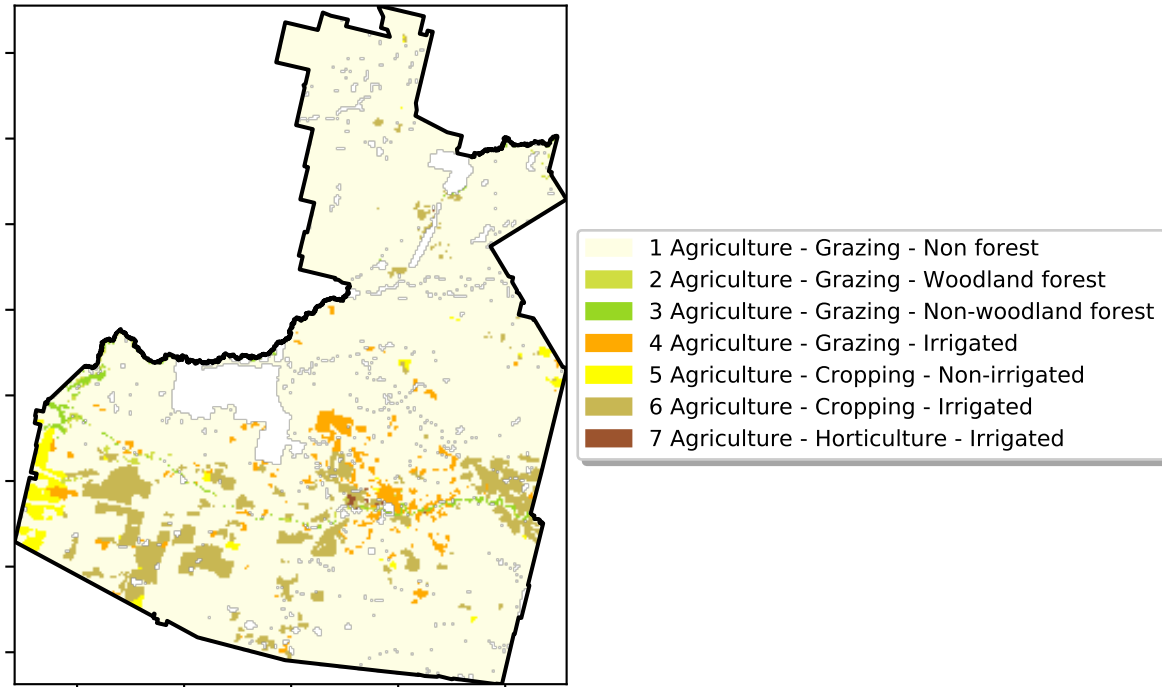 1 Agriculture - Grazing - Non forest
2 Agriculture - Grazing - Woodland forest
3 Agriculture - Grazing - Non-woodland forest
4 Agriculture - Grazing - Irrigated
5 Agriculture - Cropping - Non-irrigated
6 Agriculture - Cropping - Irrigated
7 Agriculture - Horticulture - Irrigated